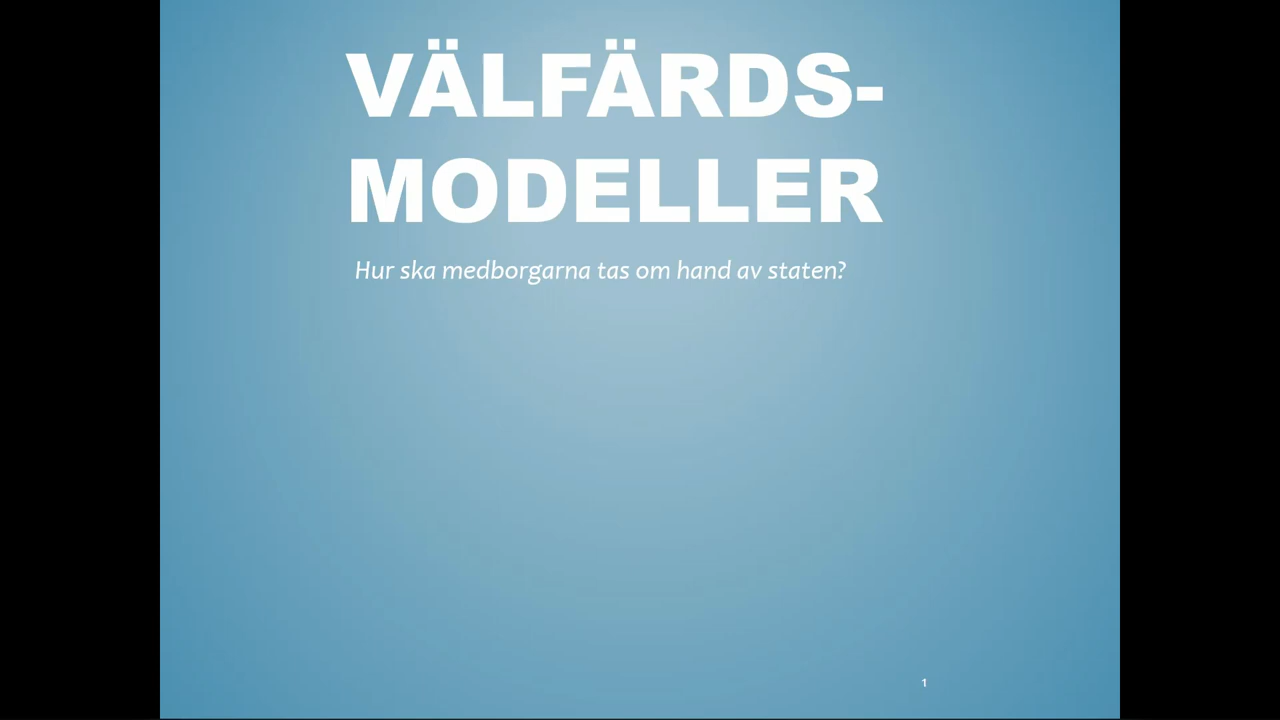 VÄLFÄRDS-
MODELLER
Hur ska medborgarna tas om hand av staten?
1